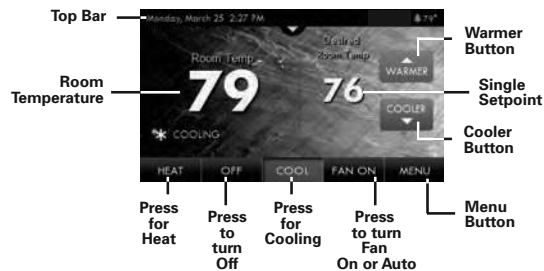 Top Bar
Monday, March 25 2:27 PM
79°
Warmer
Button
Desired
Room Temp
Room Temp
WARMER
Room
Temperature
79
76
Single
Setpoint
COOLER
COOLING
Cooler
Button
HEAT
OFF
COOL
FAN ON
MENU
Press
for
Heat
Press
to
turn
Off
Press
for
Cooling
Press
to turn
Fan
On or Auto
Menu
Button